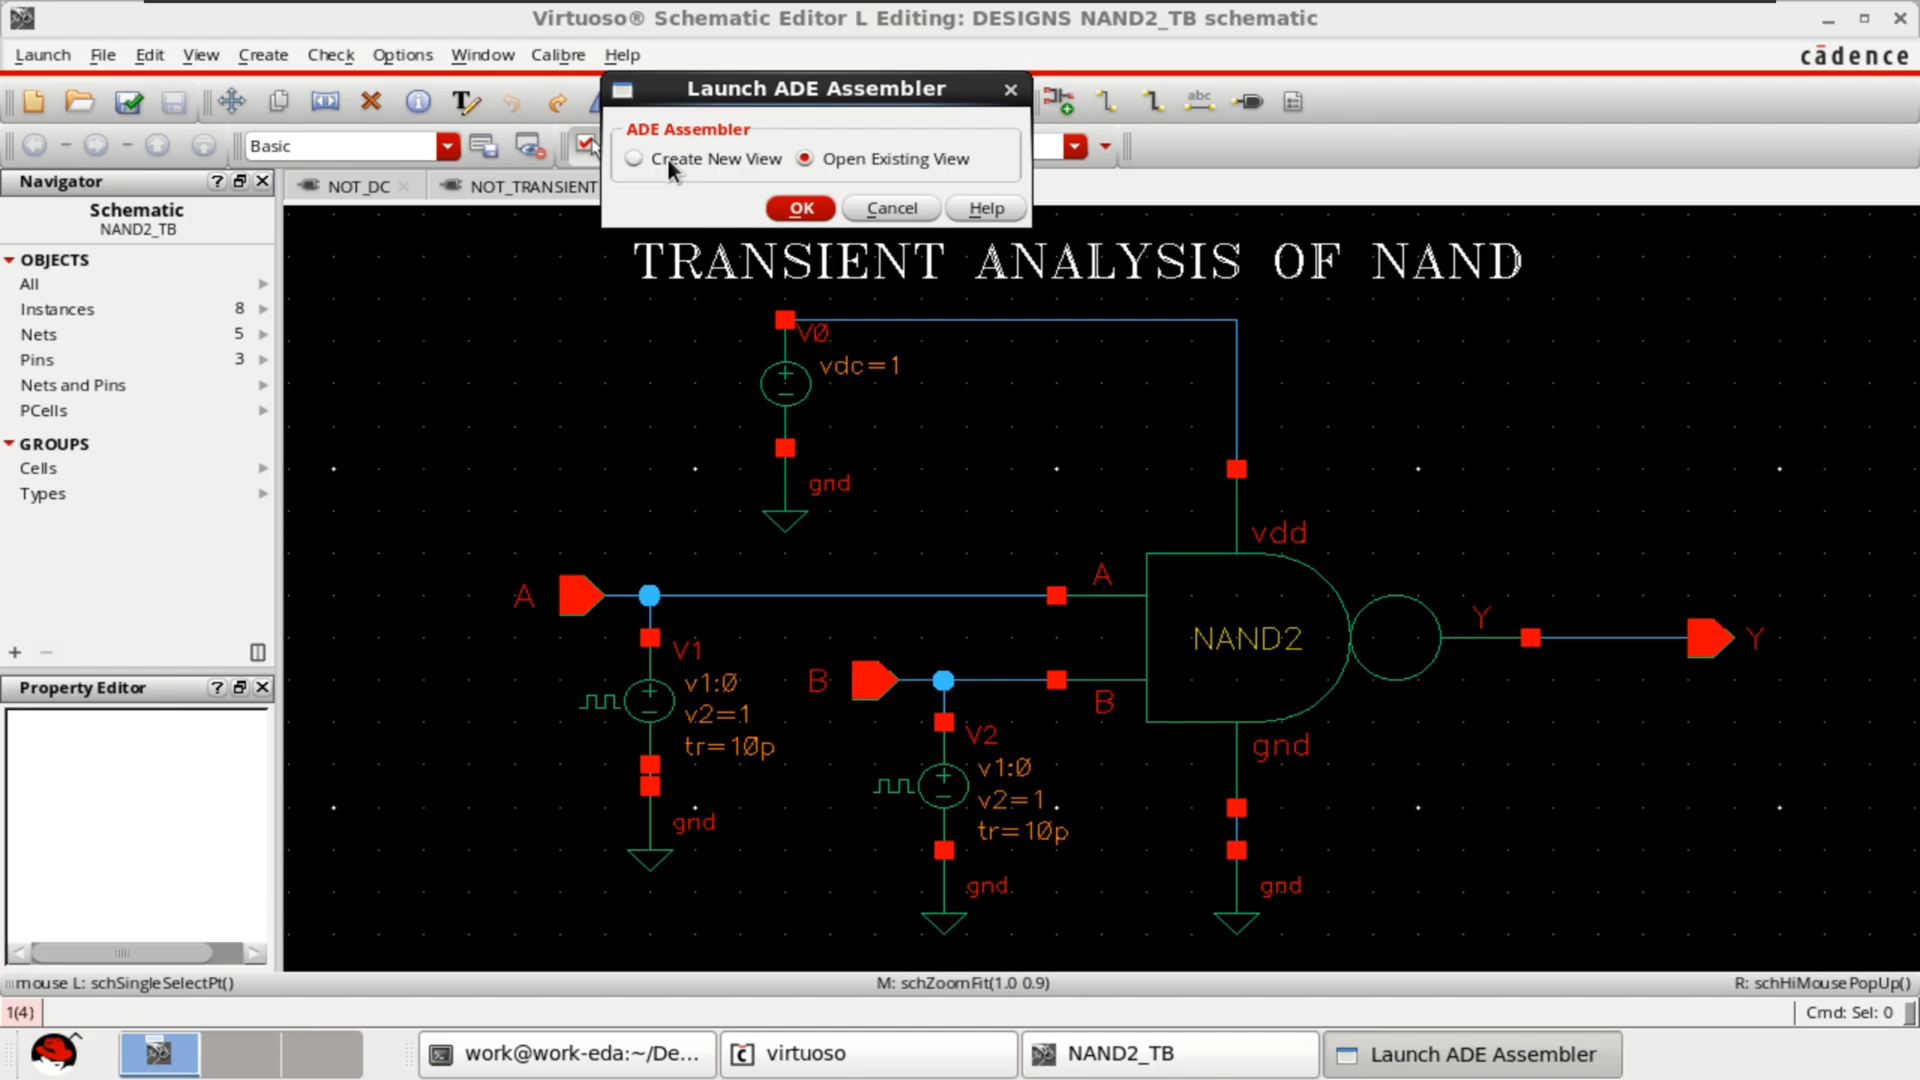 Virtuoso® Schematic Editor L Editing: DESIGNS NAND2_TB schematic
Launch File Edit View Create Check Options Window Calibre Help
cādence
Launch ADE Assembler
ADE Assembler
Create New View Open Existing View
OK Cancel Help
abc
Basic
Navigator
NOT_DC NOT_TRANSIENT
Schematic
NAND2_TB
OBJECTS
All
Instances 8
Nets 5
Pins 3
Nets and Pins
PCells
GROUPS
Cells
Types
Property Editor
TRANSIENT ANALYSIS OF NAND
V0
vdc=1
gnd
vdd
A
A
NAND2
Y
Y
V1
v1:0
v2=1
tr=10p
gnd
B
B
V2
v1:0
v2=1
tr=10p
gnd
gnd
gnd
mouse L: schSingleSelectPt() M: schZoomFit(1.0 0.9) R: schHiMousePopUp()
1(4) Cmd: Sel: 0
work@work-eda:~/De... virtuoso NAND2_TB Launch ADE Assembler